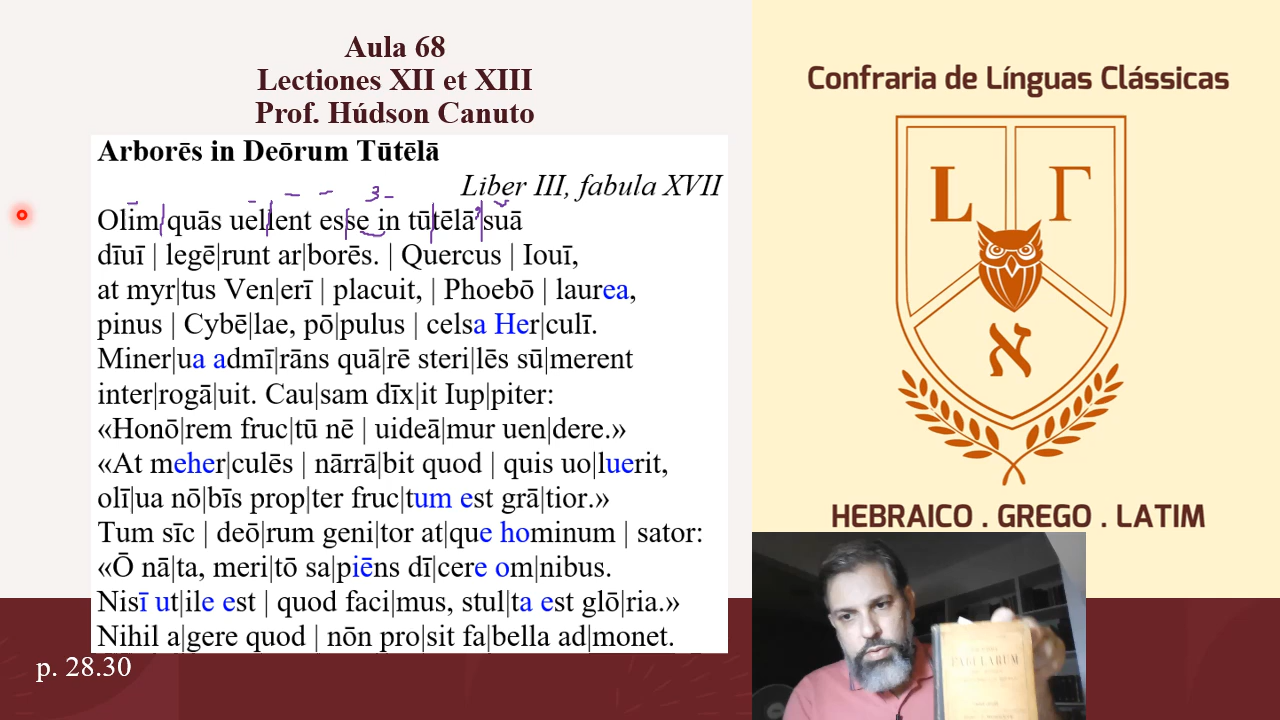 Aula 68
Lectiones XII et XIII
Prof. Húdson Canuto
Arborēs in Deōrum Tūtēlā
Liber III, fabula XVII
Olim quās uellent esse in tūtēlā suā
dīuī | legē|runt ar|borēs. | Quercus | Iouī,
at myr|tus Ven|erī | placuit, | Phoebō | laurea,
pinus | Cybē|lae, pō|pulus | celsa Her|culī.
Miner|ua admī|rāns quā|rē steri|lēs sū|merent
inter|rogā|uit. Cau|sam dīx|it Iup|piter:
«Honō|rem fruc|tū nē | uideā|mur uen|dere.»
«At meher|culēs | nārrā|bit quod | quis uo|luerit,
olī|ua nō|bīs prop|ter fruc|tum est grā|tior.»
Tum sīc | deō|rum geni|tor at|que hominum | sator:
«Ō nā|ta, meri|tō sa|piēns dī|cere om|nibus.
Nisī ut|ile est | quod faci|mus, stul|ta est glō|ria.»
Nihil a|gere quod | nōn pro|sit fa|bella ad|monet.
p. 28.30
Confraria de Línguas Clássicas
L Γ
א
HEBRAICO . GREGO . LATIM
FABULARUM